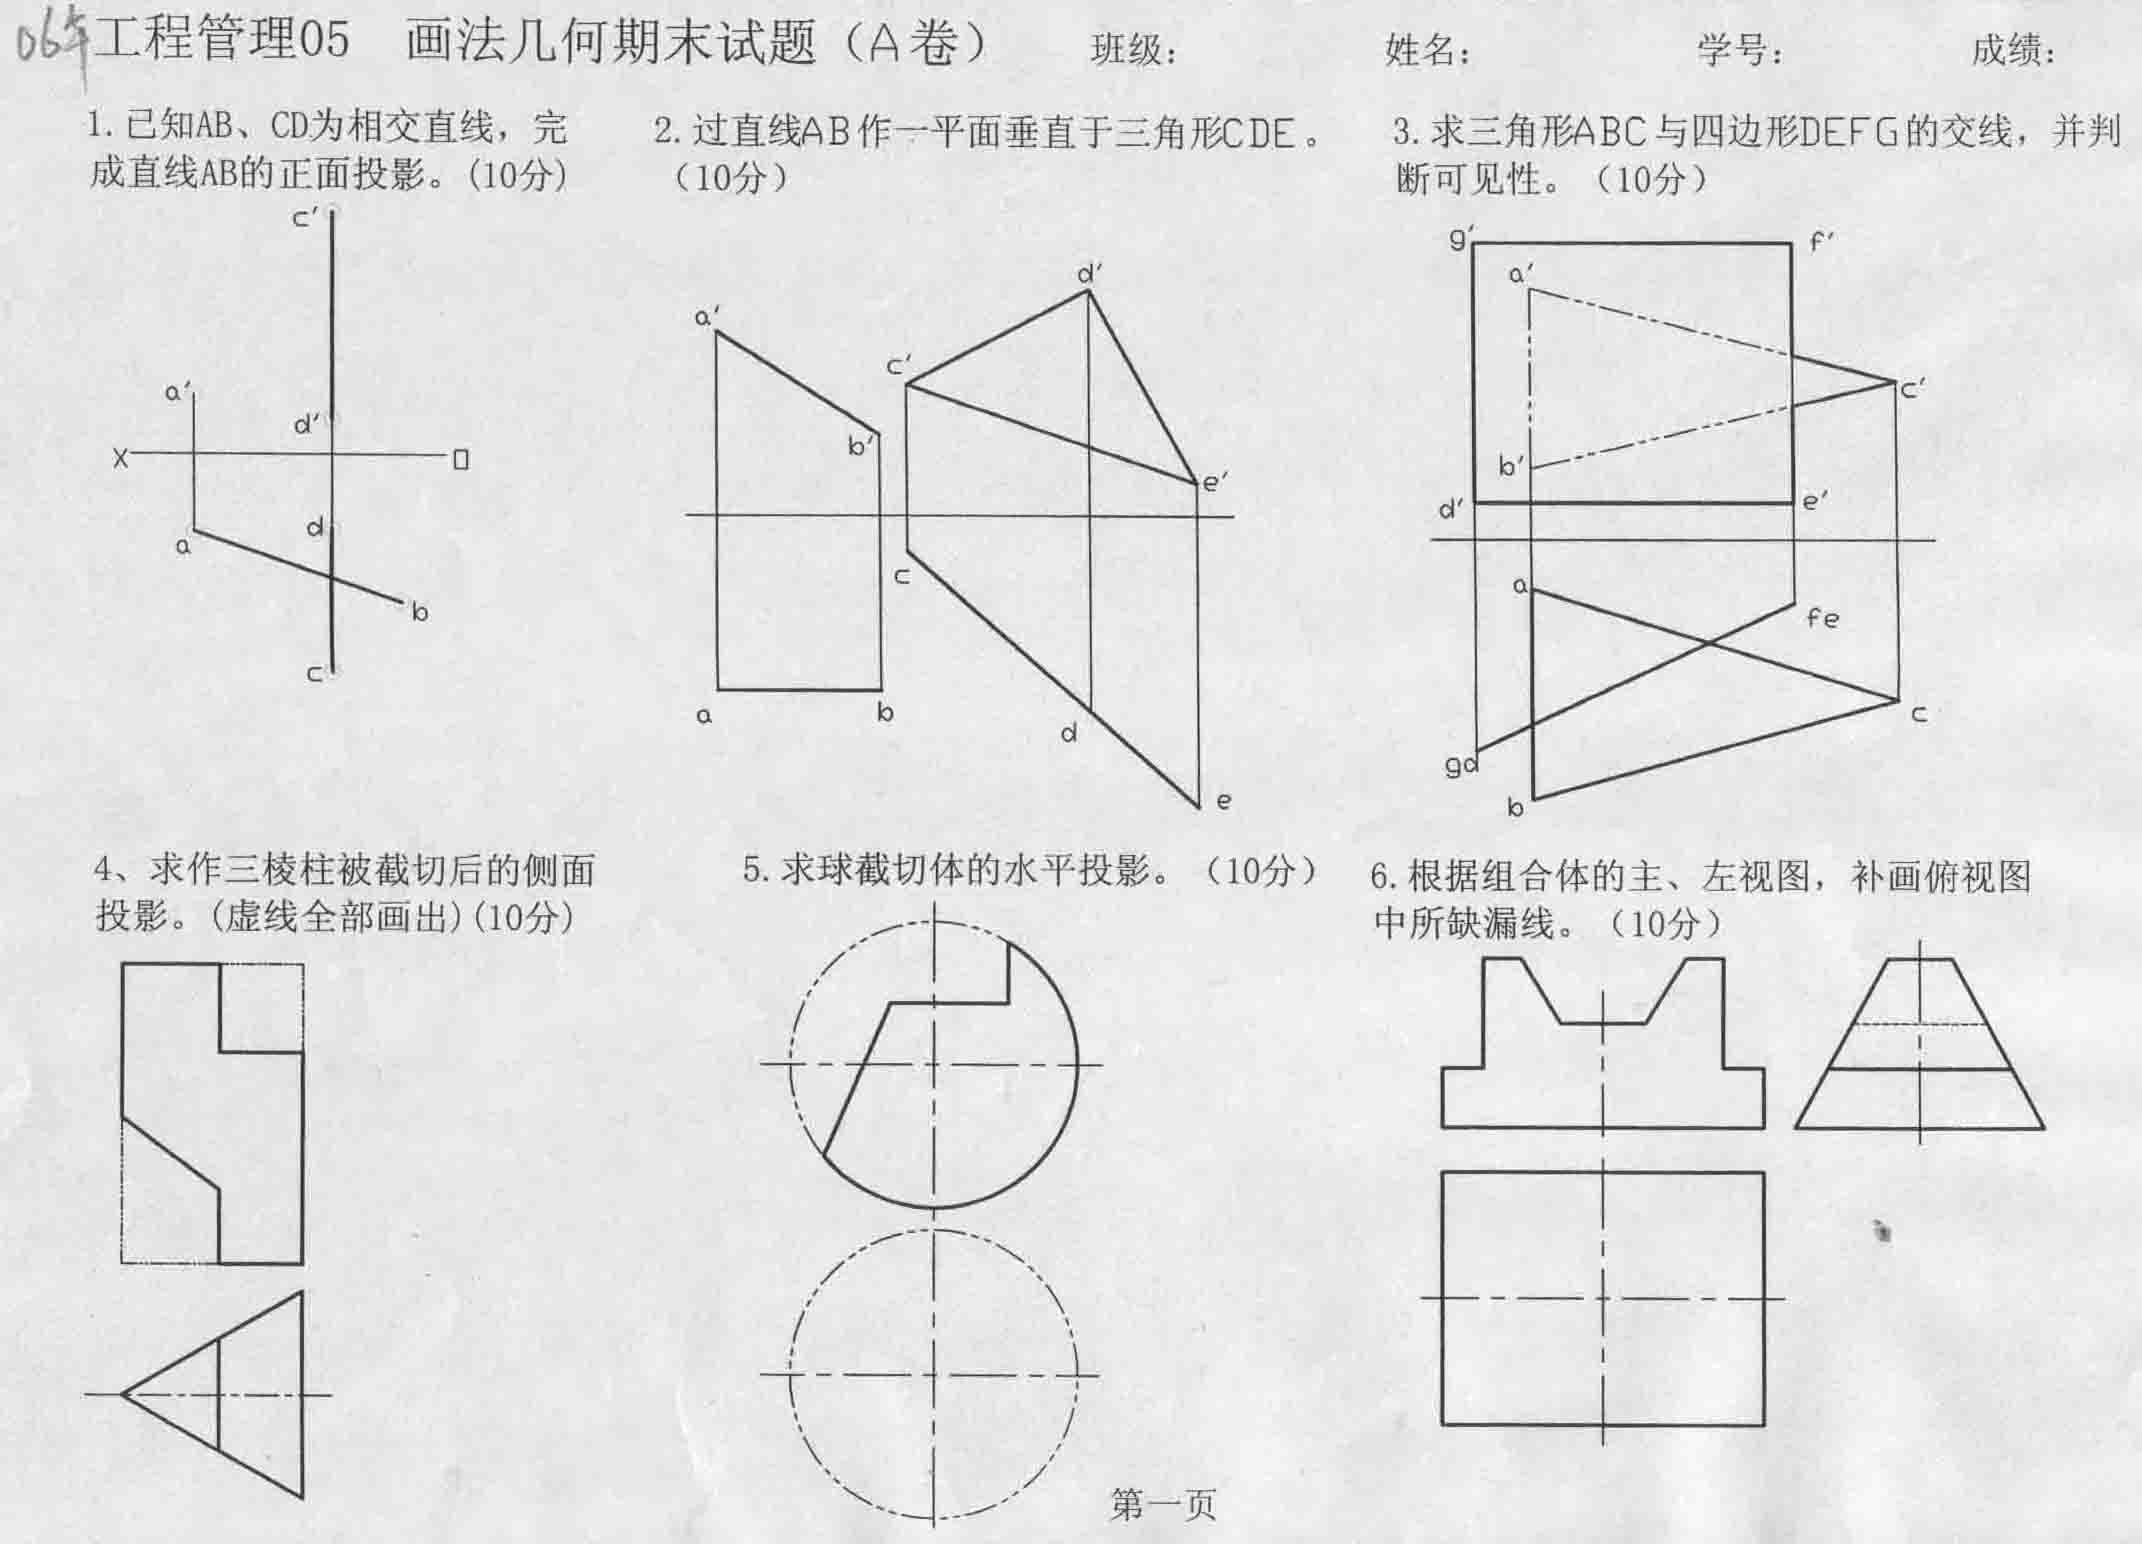 06年 工程管理05 画法几何期末试题（A卷） 班级： 姓名： 学号： 成绩：
1.已知AB、CD为相交直线，完
成直线AB的正面投影。(10分)
c′
a′
d′
X
O
d
a
b
c
2.过直线AB作一平面垂直于三角形CDE。
（10分）
d′
a′
c′
b′
e′
c
a
b
d
e
3.求三角形ABC与四边形DEFG的交线，并判
断可见性。（10分）
g′
f′
a′
c′
b′
d′
e′
a
fe
c
gd
b
4、求作三棱柱被截切后的侧面
投影。(虚线全部画出)(10分)
5.求球截切体的水平投影。（10分）
6.根据组合体的主、左视图，补画俯视图
中所缺漏线。（10分）
第一页